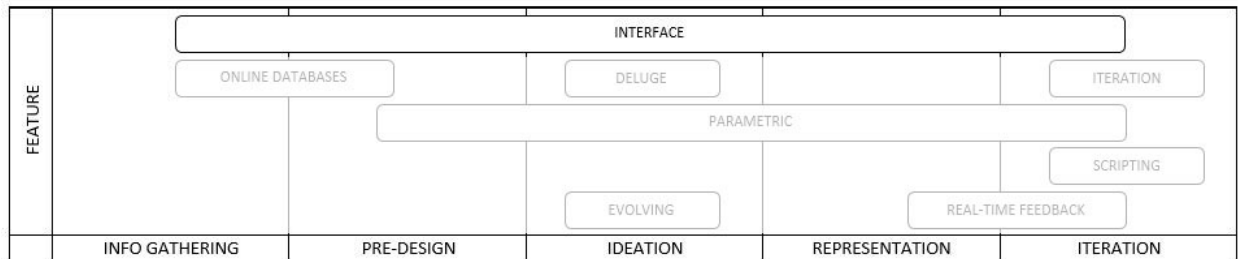 INTERFACE
ONLINE DATABASES DELUGE ITERATION
FEATURE
PARAMETRIC
SCRIPTING
EVOLVING REAL-TIME FEEDBACK
INFO GATHERING PRE-DESIGN IDEATION REPRESENTATION ITERATION